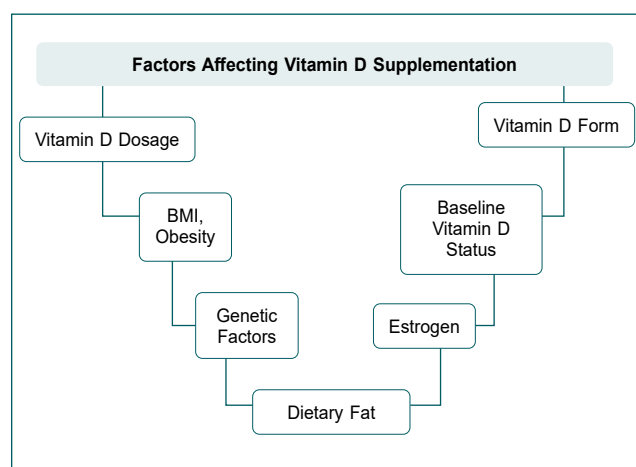 Factors Affecting Vitamin D Supplementation
Vitamin D Dosage
Vitamin D Form
BMI,
Obesity
Baseline
Vitamin D
Status
Genetic
Factors
Estrogen
Dietary Fat